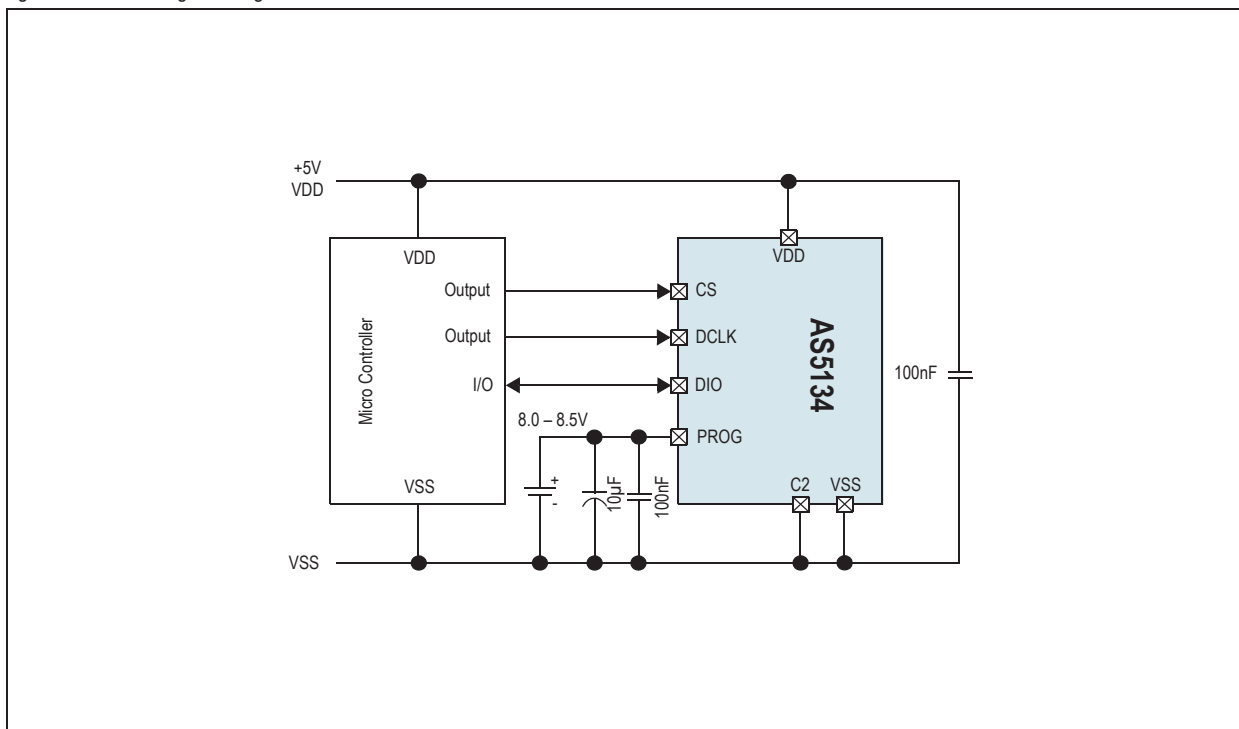 +5V
VDD
VDD
VDD
Output
CS
Output
DCLK
I/O
DIO
Micro Controller
AS5134
100nF
8.0 – 8.5V
PROG
+
-
10µF
100nF
VSS
C2
VSS
VSS